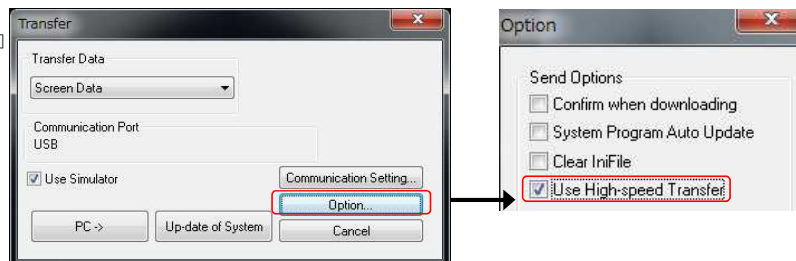 Transfer
Transfer Data
Screen Data
Communication Port
USB
Use Simulator
Communication Setting...
Option...
PC ->
Up-date of System
Cancel
Option
Send Options
Confirm when downloading
System Program Auto Update
Clear IniFile
Use High-speed Transfer